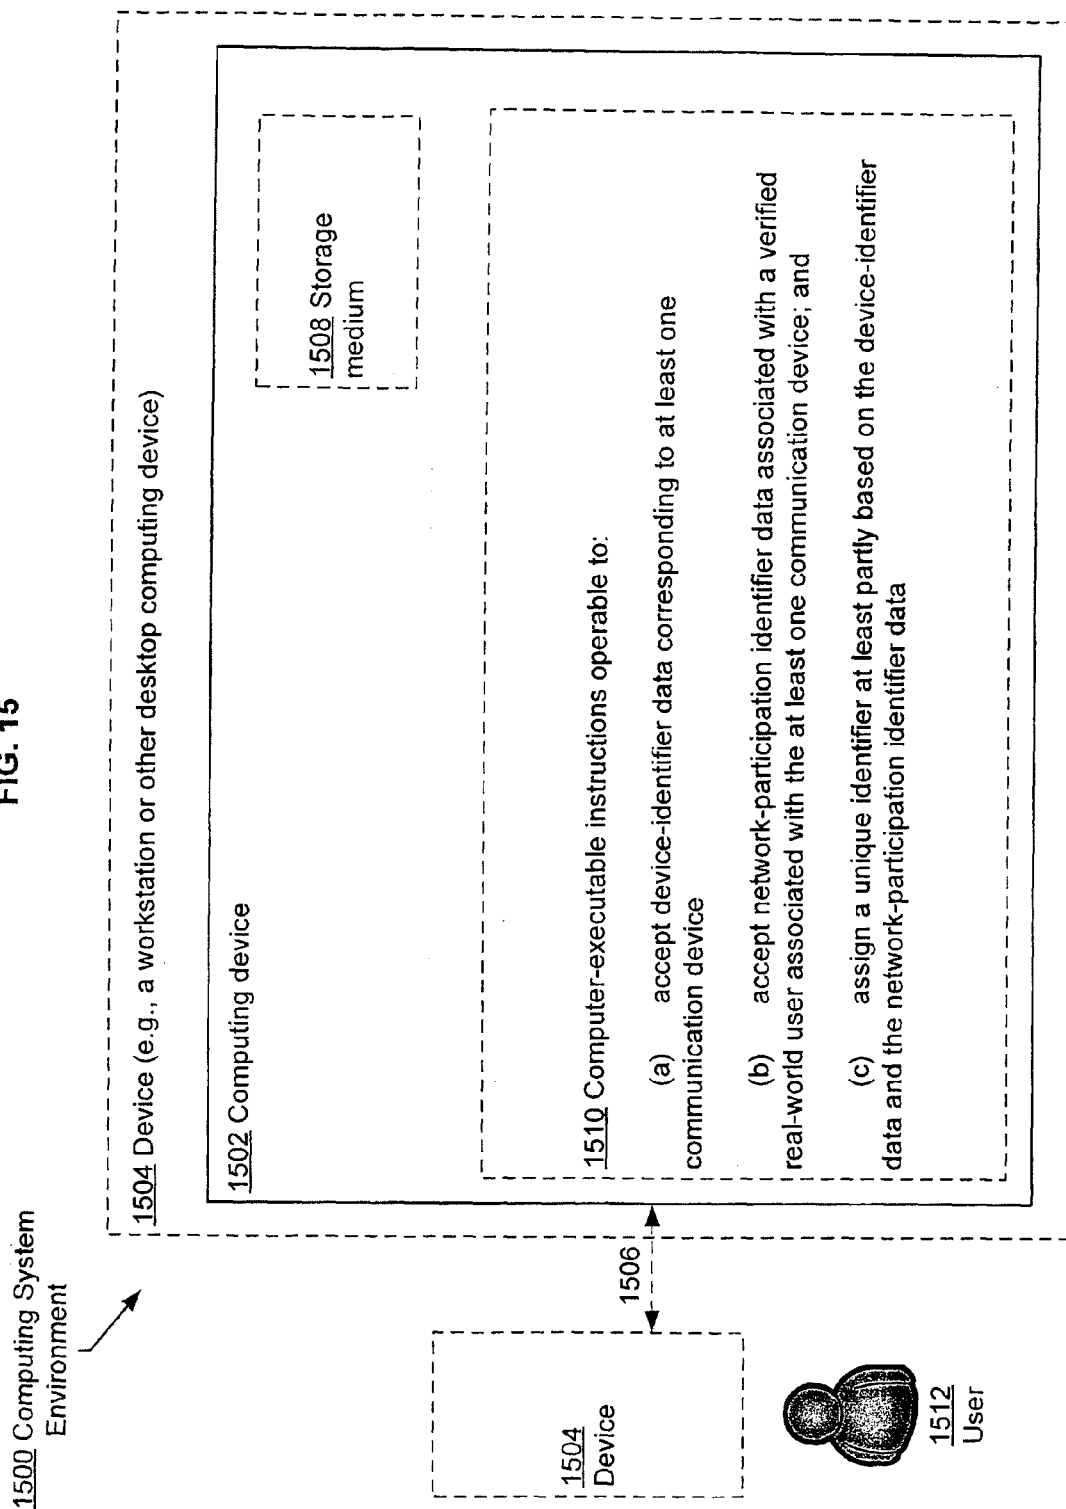 1500 Computing System
Environment
FIG. 15
1504 Device (e.g., a workstation or other desktop computing device)
1502 Computing device
1508 Storage
medium
1510 Computer-executable instructions operable to:
(a) accept device-identifier data corresponding to at least one
communication device
(b) accept network-participation identifier data associated with a verified
real-world user associated with the at least one communication device; and
(c) assign a unique identifier at least partly based on the device-identifier
data and the network-participation identifier data
1506
1504
Device
1512
User